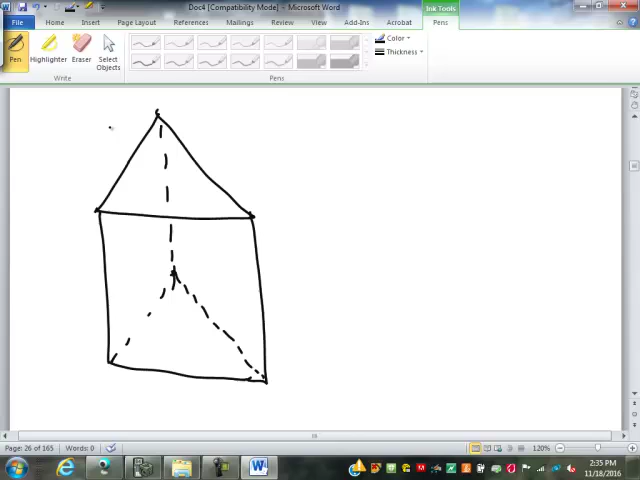 Doc4 [Compatibility Mode] - Microsoft Word
Ink Tools
File Home Insert Page Layout References Mailings Review View Add-Ins Acrobat Pens
Pen Highlighter Eraser Select Objects
Color
Thickness
Write Pens
Page: 26 of 165 Words: 0 120%
2:35 PM
11/18/2016